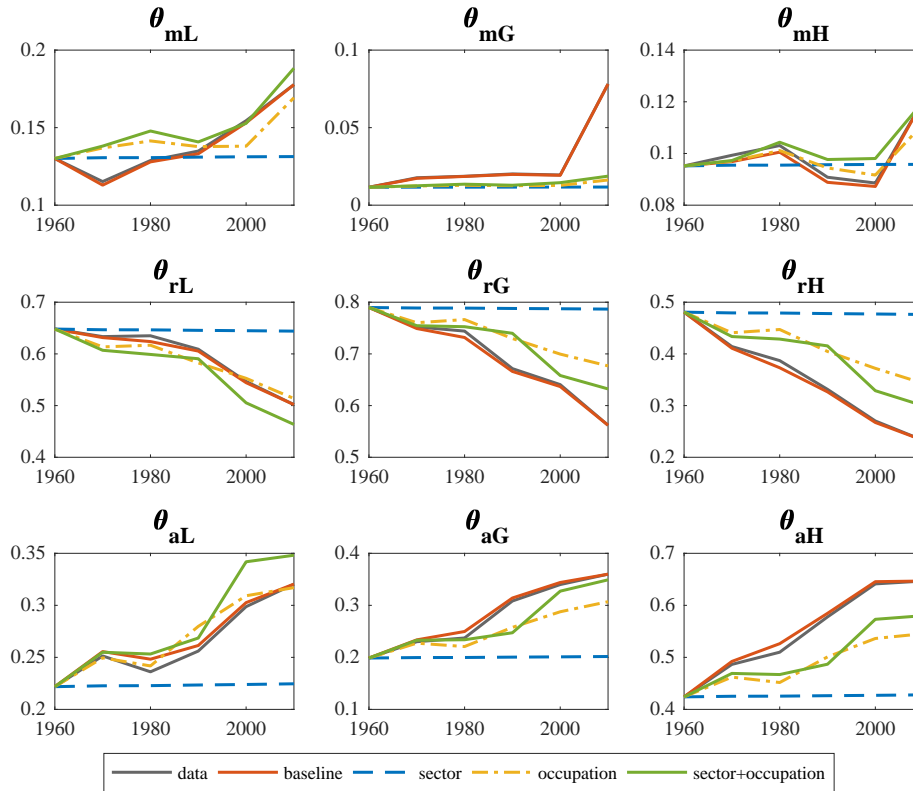 θmL θmG θmH
0.2 0.1 0.14
0.12
0.15 0.05
0.1
0.1 0 0.08
1960 1980 2000 1960 1980 2000 1960 1980 2000
θrL θrG θrH
0.7 0.8 0.5
0.6 0.7 0.4
0.5 0.6 0.3
0.4 0.5 0.2
1960 1980 2000 1960 1980 2000 1960 1980 2000
θaL θaG θaH
0.35 0.4 0.7
0.3 0.3 0.6
0.25 0.2 0.5
0.2 0.1 0.4
1960 1980 2000 1960 1980 2000 1960 1980 2000
data baseline sector occupation sector+occupation